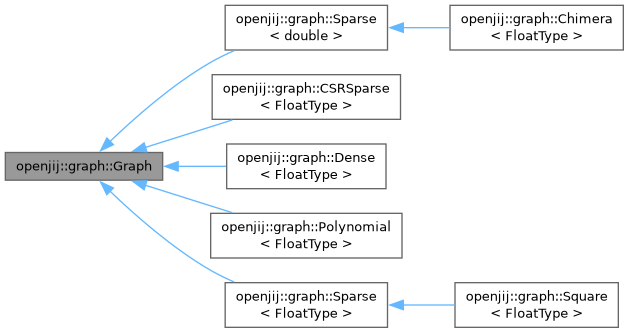 openjij::graph::Sparse
< double >
openjij::graph::Chimera
< FloatType >
openjij::graph::CSRSparse
< FloatType >
openjij::graph::Graph
openjij::graph::Dense
< FloatType >
openjij::graph::Polynomial
< FloatType >
openjij::graph::Sparse
< FloatType >
openjij::graph::Square
< FloatType >